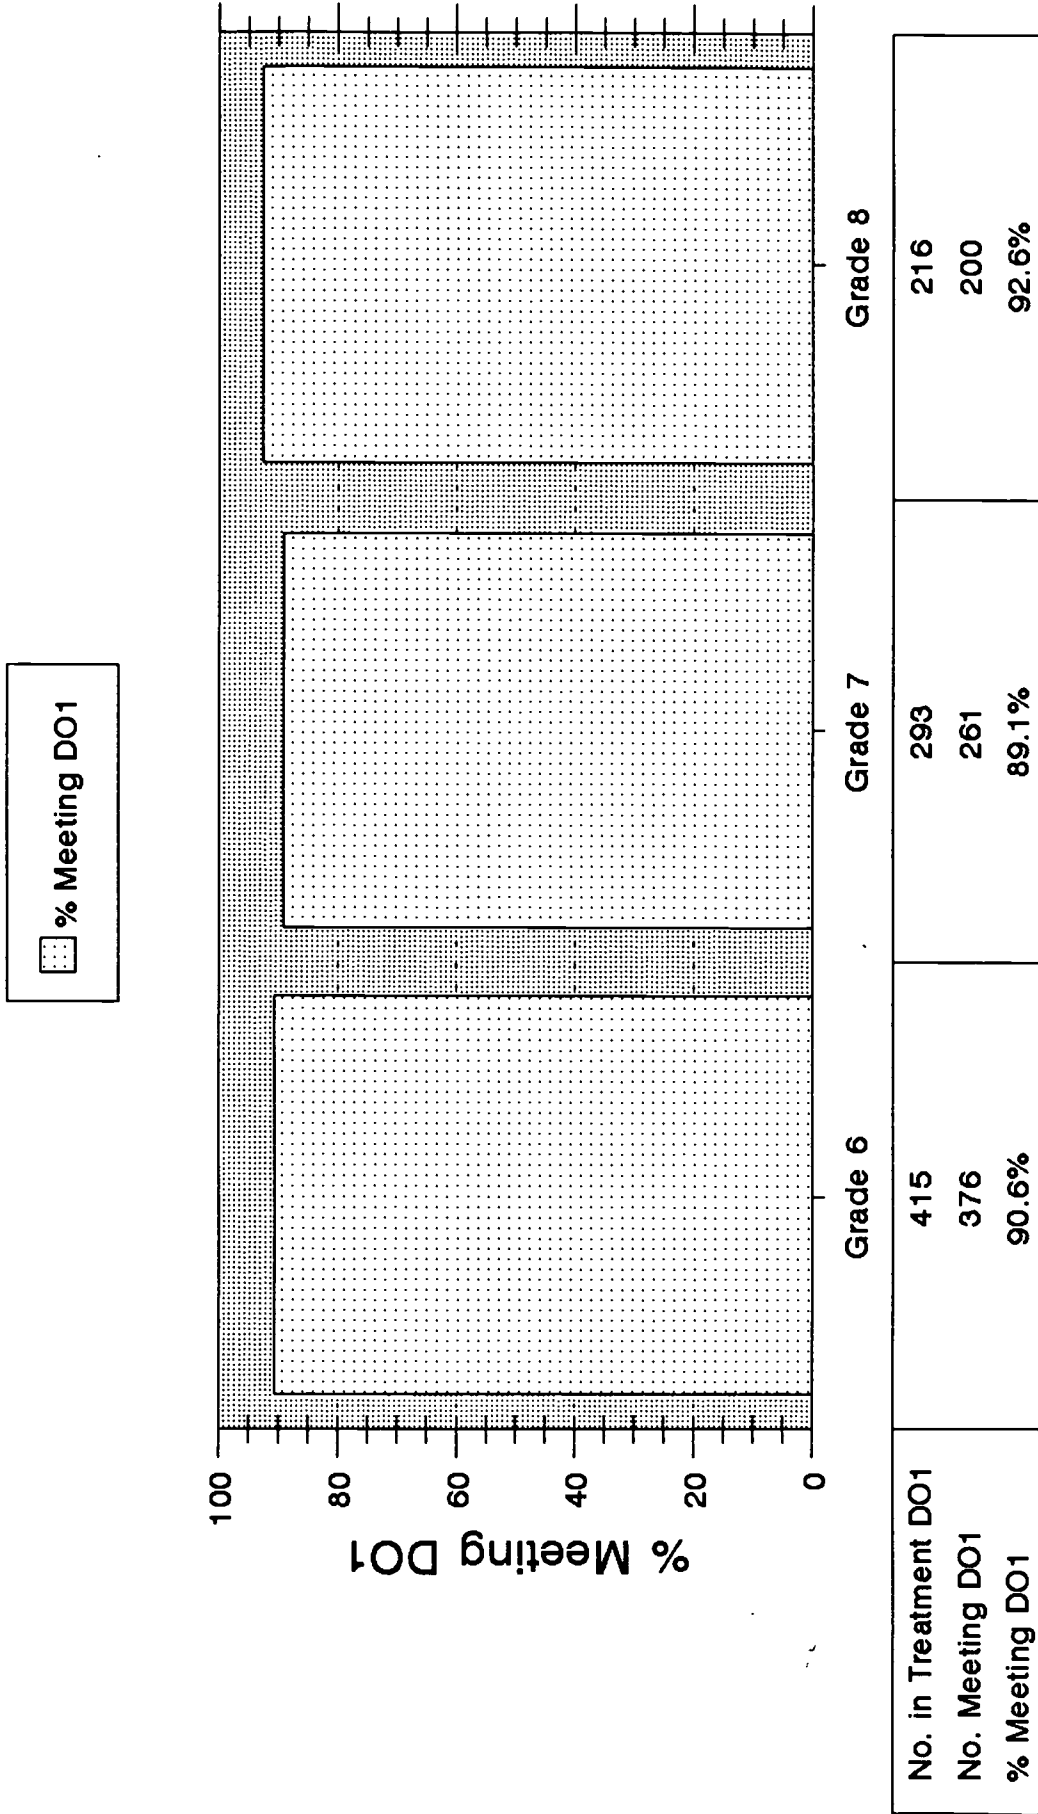 % Meeting DO1
% Meeting DO1
100
80
60
40
20
0
Grade 6 Grade 7 Grade 8
No. in Treatment DO1 415 293 216
No. Meeting DO1 376 261 200
% Meeting DO1 90.6% 89.1% 92.6%